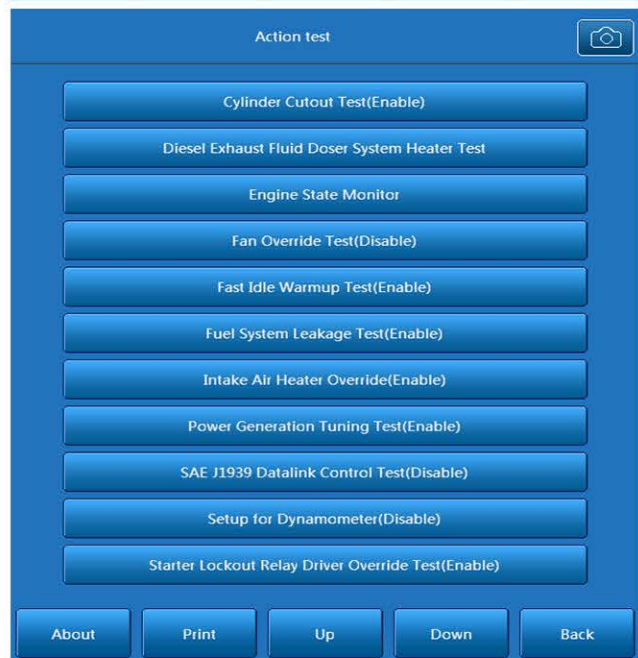 Action test
Cylinder Cutout Test(Enable)
Diesel Exhaust Fluid Doser System Heater Test
Engine State Monitor
Fan Override Test(Disable)
Fast Idle Warmup Test(Enable)
Fuel System Leakage Test(Enable)
Intake Air Heater Override(Enable)
Power Generation Tuning Test(Enable)
SAE J1939 Datalink Control Test(Disable)
Setup for Dynamometer(Disable)
Starter Lockout Relay Driver Override Test(Enable)
About Print Up Down Back